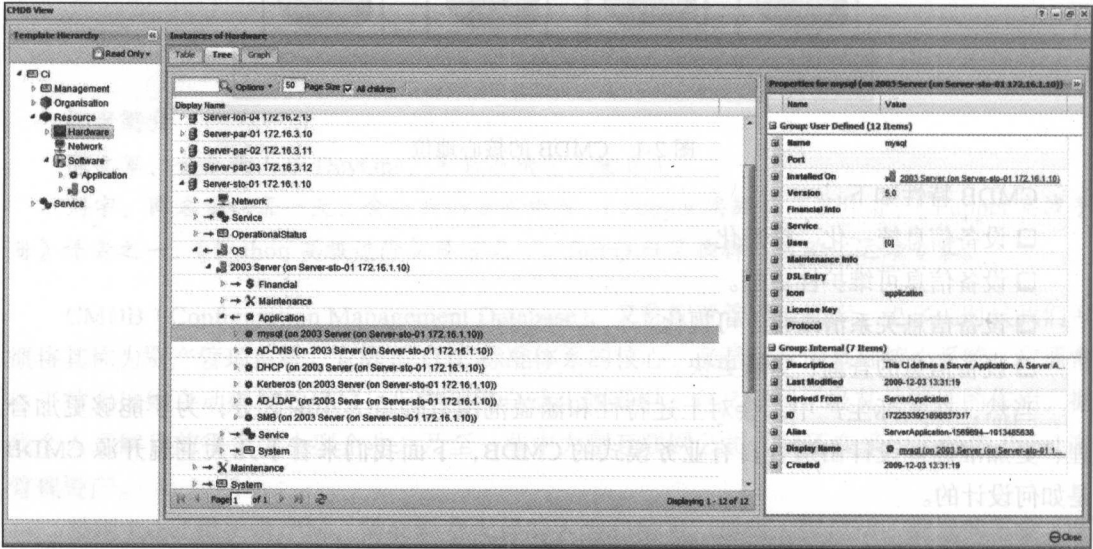 CMDB View
Template Hierarchy
Read Only
Ci
Management
Organisation
Resource
Hardware
Network
Software
Application
OS
Service
Instances of Hardware
Table Tree Graph
Options 50 Page Size All children
Display Name
Server-lon-04 172.16.2.13
Server-par-01 172.16.3.10
Server-par-02 172.16.3.11
Server-par-03 172.16.3.12
Server-sto-01 172.16.1.10
Network
Service
OperationalStatus
OS
2003 Server (on Server-sto-01 172.16.1.10)
Financial
Maintenance
Application
mysql (on 2003 Server (on Server-sto-01 172.16.1.10))
AD-DNB (on 2003 Server (on Server-sto-01 172.16.1.10))
DHCP (on 2003 Server (on Server-sto-01 172.16.1.10))
Kerberos (on 2003 Server (on Server-sto-01 172.16.1.10))
AD-LDAP (on 2003 Server (on Server-sto-01 172.16.1.10))
SMB (on 2003 Server (on Server-sto-01 172.16.1.10))
Service
System
Maintenance
System
Page 1 of 1
Displaying 1 - 12 of 12
Properties for mysql (on 2003 Server (on Server-sto-01 172.16.1.10))
Name Value
Group: User Defined (12 Items)
Name mysql
Port
Installed On 2003 Server (on Server-sto-01 172.16.1.10)
Version 5.0
Financial Info
Service
Uses [0]
Maintenance Info
DSL Entry
Icon application
License Key
Protocol
Group: Internal (7 Items)
Description This Ci defines a Server Application. A Server A...
Last Modified 2009-12-03 13:31:19
Derived From ServerApplication
ID 1722533921890837317
Alias ServerApplication-1569894--1913485838
Display Name mysql (on 2003 Server (on Server-sto-01 1...
Created 2009-12-03 13:31:19
Close